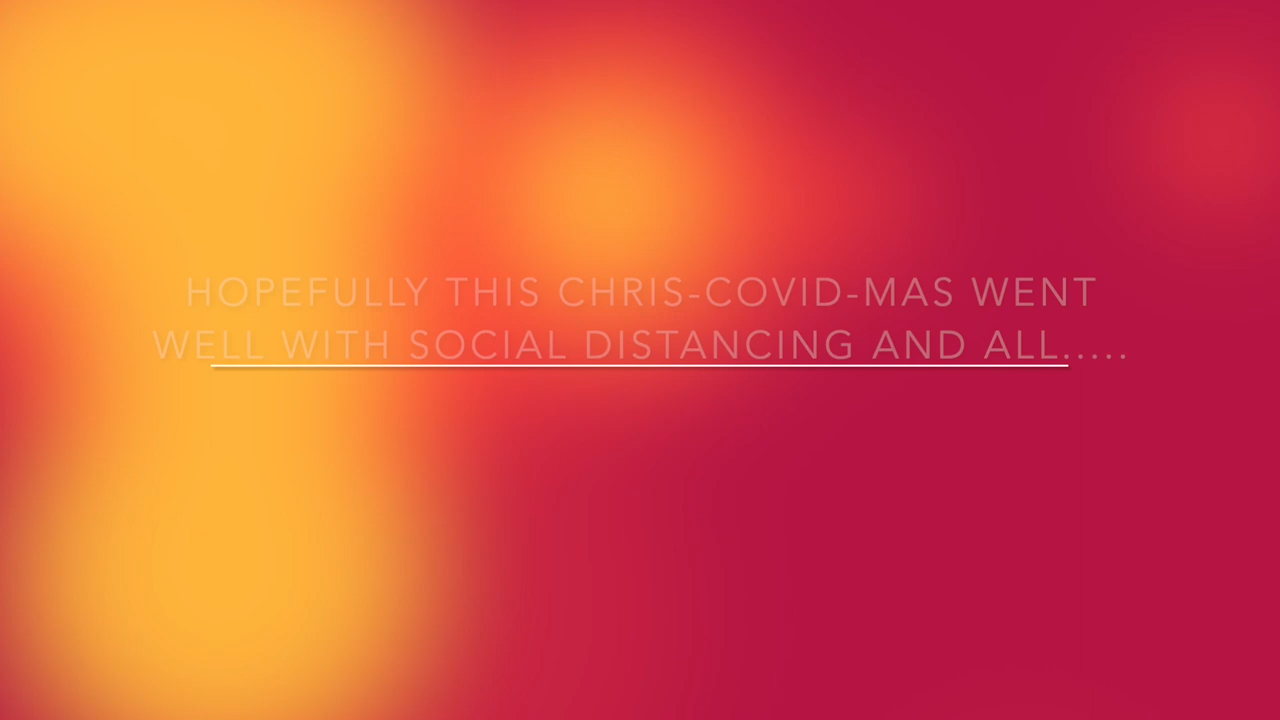 HOPEFULLY THIS CHRIS-COVID-MAS WENT
WELL WITH SOCIAL DISTANCING AND ALL.....